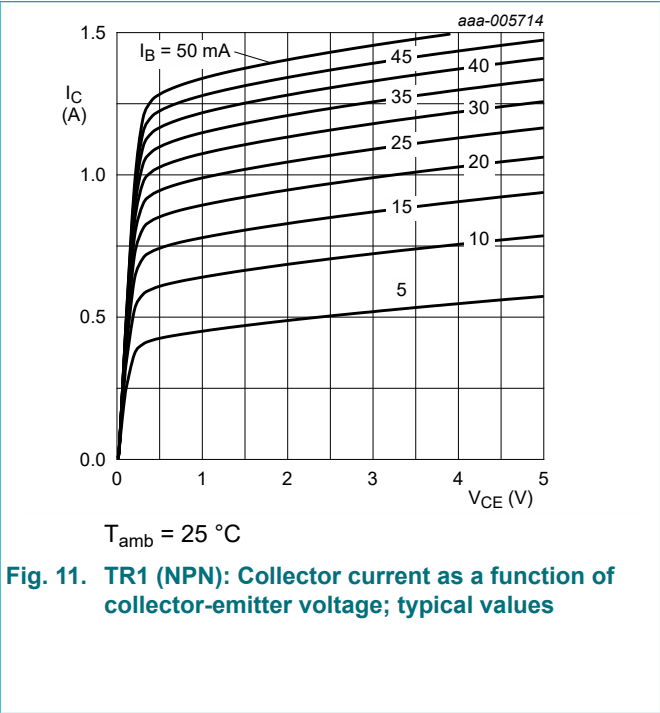 aaa-005714
1.5
I_B = 50 mA
45
40
I_C
(A)
35
30
25
1.0
20
15
10
5
0.5
0.0
0 1 2 3 4 5
V_CE (V)
T_amb = 25 °C
Fig. 11. TR1 (NPN): Collector current as a function of
collector-emitter voltage; typical values